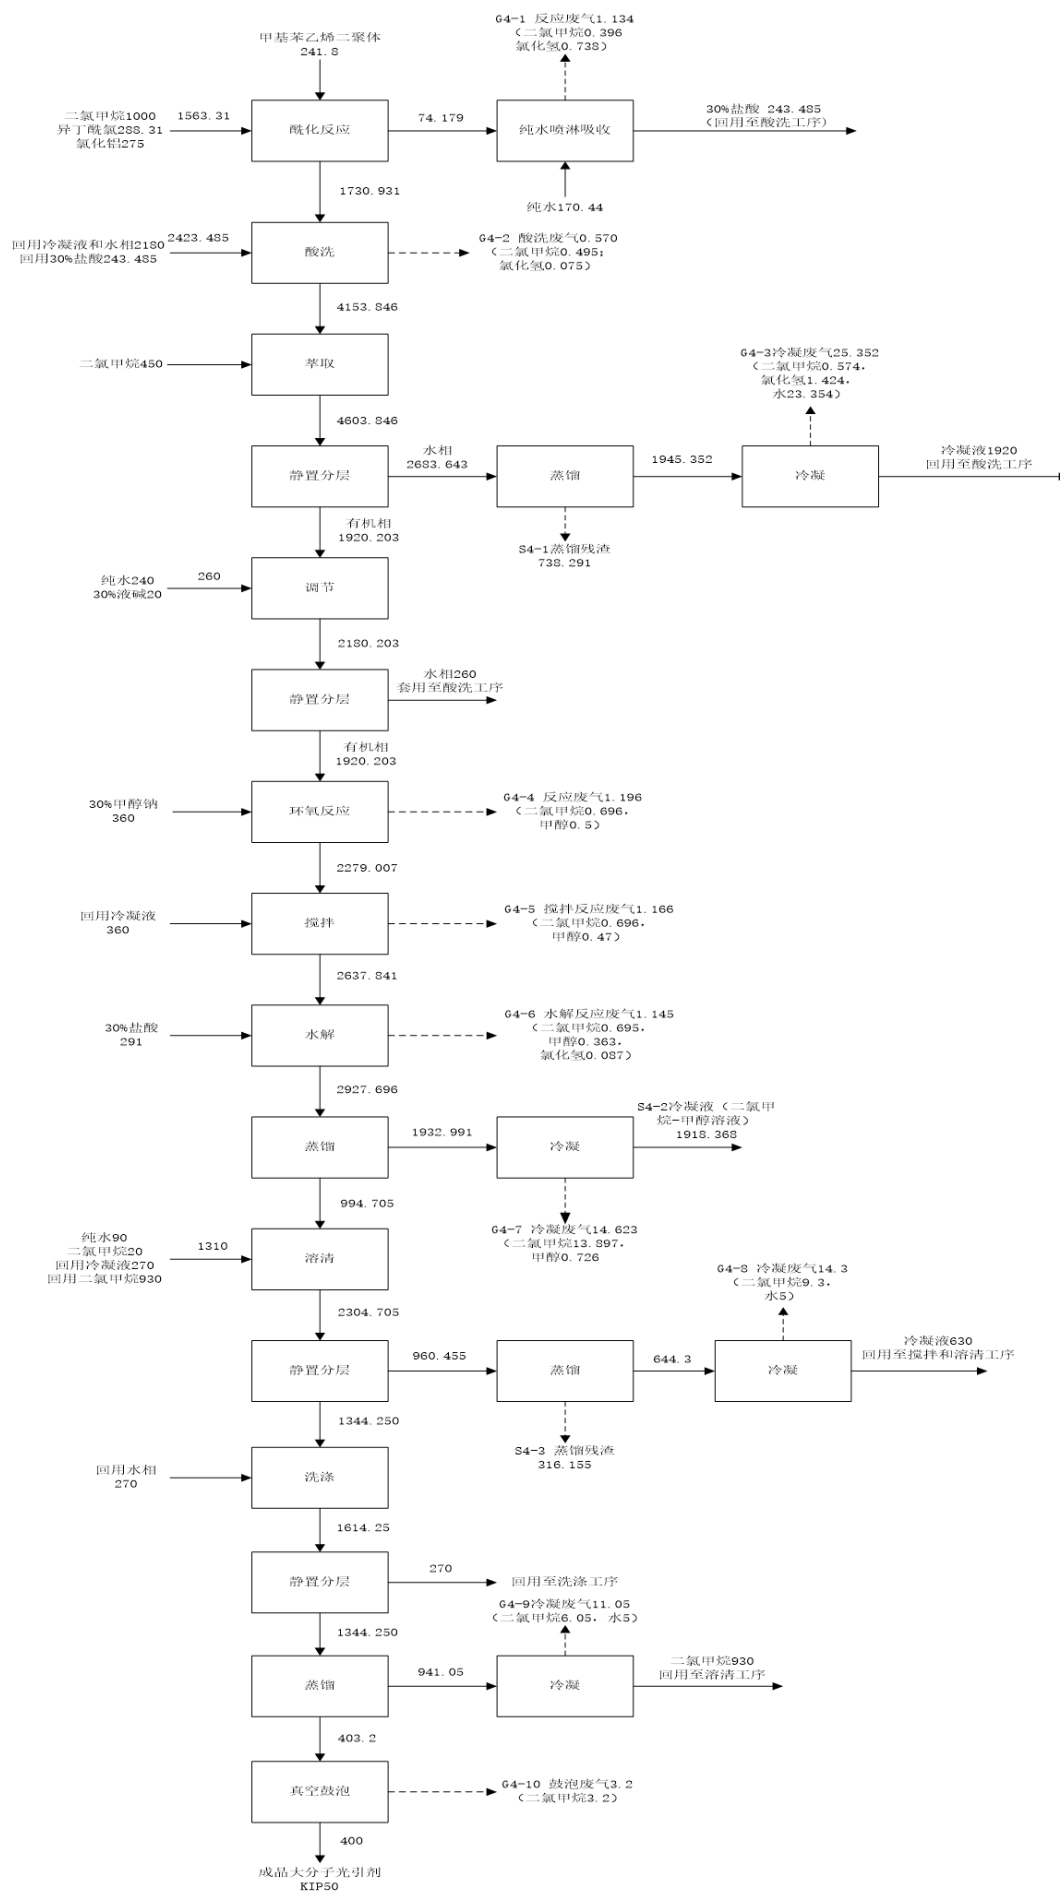 G4-1 反应废气1.134
（二氯甲烷0.396
氯化氢0.738）
甲基苯乙烯二聚体
241.8
二氯甲烷1000
异丁酰氯288.31
氯化铝275
1563.31
酰化反应
74.179
纯水喷淋吸收
30%盐酸 243.485
（回用至酸洗工序）
1730.931
纯水170.44
回用冷凝液和水相2180
回用30%盐酸243.485
2423.485
酸洗
G4-2 酸洗废气0.570
（二氯甲烷0.495；
氯化氢0.075）
4153.846
二氯甲烷450
萃取
G4-3冷凝废气25.352
（二氯甲烷0.574，
氯化氢1.424，
水23.354）
4603.846
静置分层
水相
2683.643
蒸馏
1945.352
冷凝
冷凝液1920
回用至酸洗工序
有机相
1920.203
S4-1蒸馏残渣
738.291
纯水240
30%液碱20
260
调节
2180.203
静置分层
水相260
套用至酸洗工序
有机相
1920.203
30%甲醇钠
360
环氧反应
G4-4 反应废气1.196
（二氯甲烷0.696，
甲醇0.5）
2279.007
回用冷凝液
360
搅拌
G4-5 搅拌反应废气1.166
（二氯甲烷0.696，
甲醇0.47）
2637.841
30%盐酸
291
水解
G4-6 水解反应废气1.145
（二氯甲烷0.695，
甲醇0.363，
氯化氢0.087）
2927.696
蒸馏
1932.991
冷凝
S4-2冷凝液（二氯甲
烷-甲醇溶液）
1918.368
994.705
G4-7 冷凝废气14.623
（二氯甲烷13.897，
甲醇0.726
纯水90
二氯甲烷20
回用冷凝液270
回用二氯甲烷930
1310
溶清
G4-8 冷凝废气14.3
（二氯甲烷9.3，
水5）
2304.705
静置分层
960.455
蒸馏
644.3
冷凝
冷凝液630
回用至搅拌和溶清工序
1344.250
S4-3 蒸馏残渣
316.155
回用水相
270
洗涤
1614.25
静置分层
270
回用至洗涤工序
1344.250
G4-9冷凝废气11.05
（二氯甲烷6.05，水5）
蒸馏
941.05
冷凝
二氯甲烷930
回用至溶清工序
403.2
真空鼓泡
G4-10 鼓泡废气3.2
（二氯甲烷3.2）
400
成品大分子光引剂
KIP50